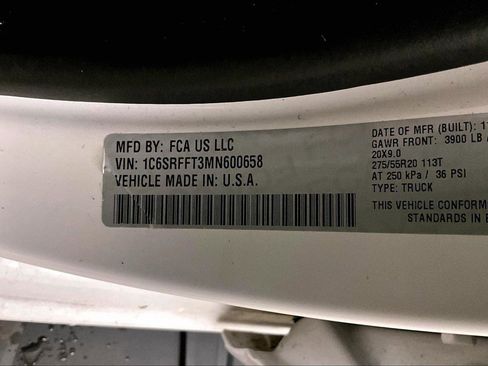 MFD BY: FCA US LLC
VIN: 1C6SRFFT3MN600658
VEHICLE MADE IN: U.S.A.
DATE OF MFR (BUILT): 11
GAWR FRONT: 3900 LB
20X9.0
275/55R20 113T
AT 250 kPa / 36 PSI
TYPE: TRUCK
THIS VEHICLE CONFORM
STANDARDS IN